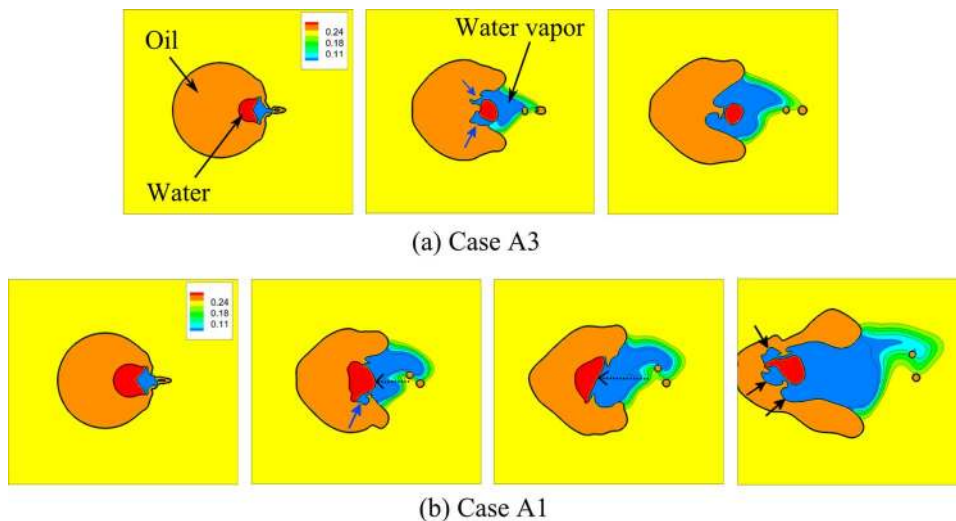 Oil
0.24
0.18
0.11
Water
Water vapor
(a) Case A3
0.24
0.18
0.11
(b) Case A1